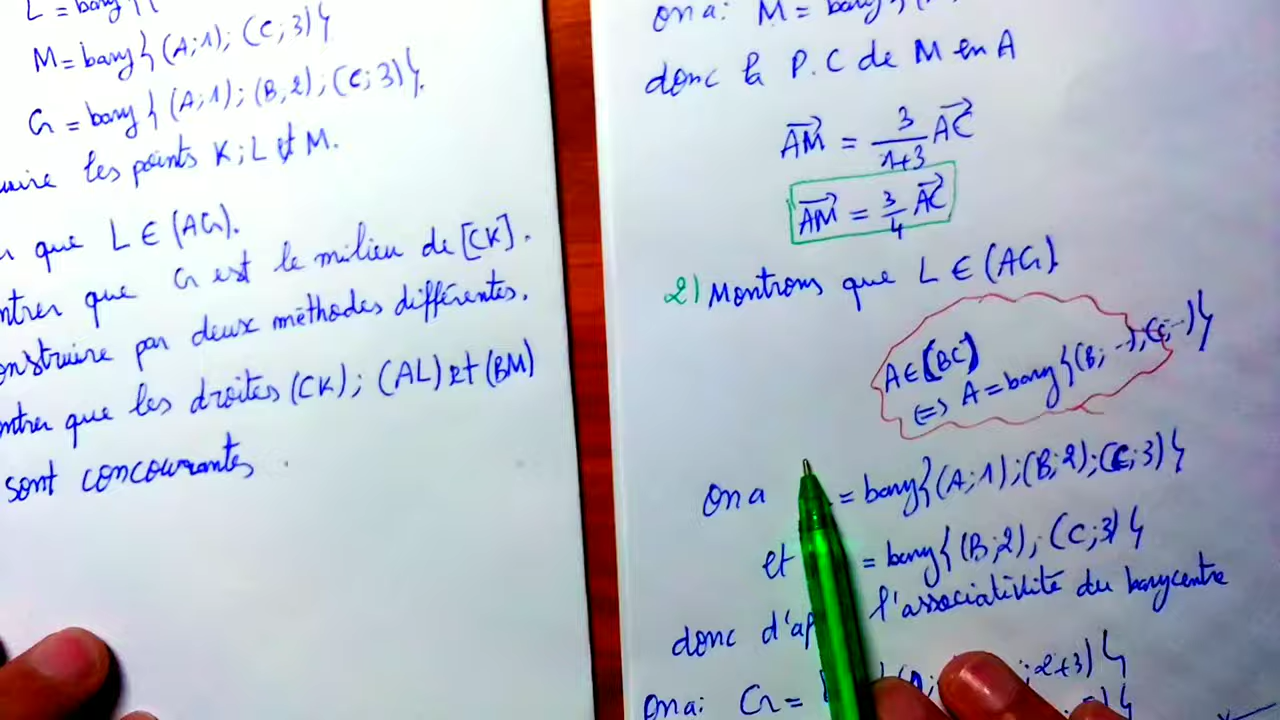 L = bary
M = bary { (A;1); (C;3) }
G = bary { (A;1); (B,2); (C;3) }.
les points K; L et M.
que L ∈ (AG).
que G est le milieu de [CK].
par deux méthodes différentes.
que les droites (CK); (AL) et (BM)
sont concourantes.
on a: M = bary {
donc la P.C de M en A
AM→ = 3/(1+3) AC→
AM→ = 3/4 AC→
2) Montrons que L ∈ (AG).
A ∈ (BC)
<=> A = bary { (B; --); (C; --) }
On a = bary { (A;1); (B;2); (C;3) }
et = bary { (B;2); (C;3) }
donc l'associativité du barycentre
On a: G = ;2+3) }